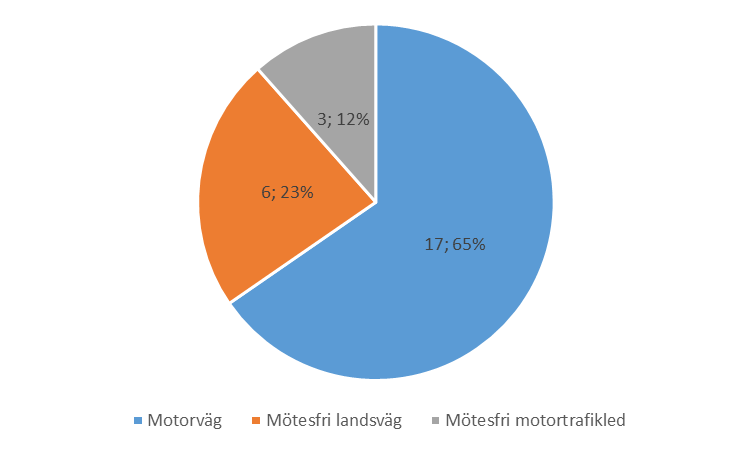 3; 12%
6; 23%
17; 65%
Motorväg Mötesfri landsväg Mötesfri motortrafikled